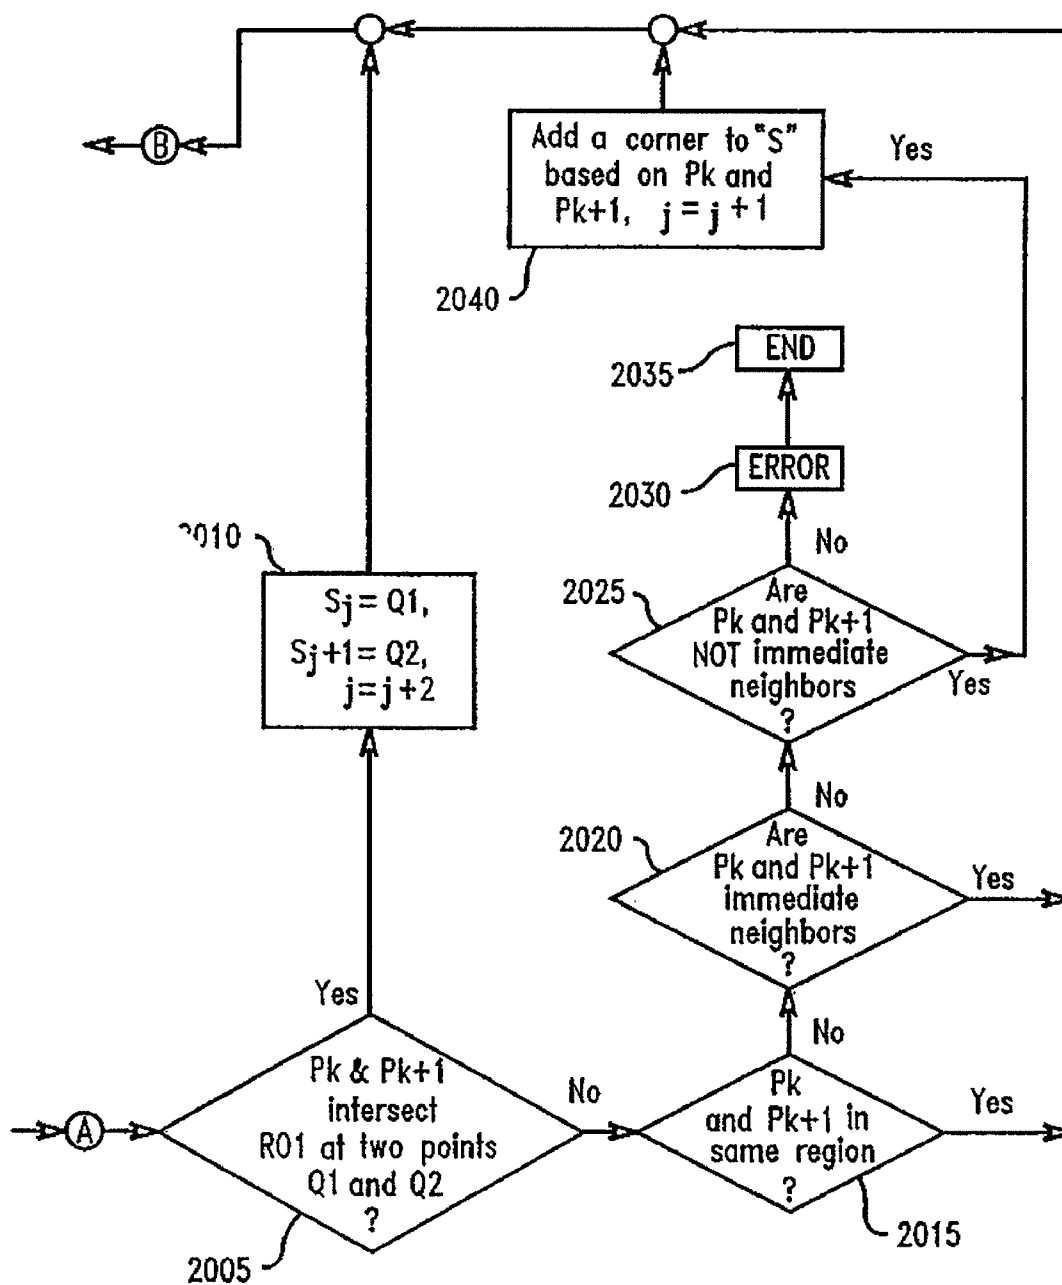 B
Add a corner to "S"
based on Pk and
Pk+1, j = j + 1
Yes
2040
END
2035
ERROR
2030
No
2010
Sj = Q1,
Sj+1 = Q2,
j = j+2
2025
Are
Pk and Pk+1
NOT immediate
neighbors
?
Yes
No
2020
Are
Pk and Pk+1
immediate
neighbors
?
Yes
Yes
No
A
Pk & Pk+1
intersect
RO1 at two points
Q1 and Q2
?
No
Pk
and Pk+1 in
same region
?
Yes
2005
2015